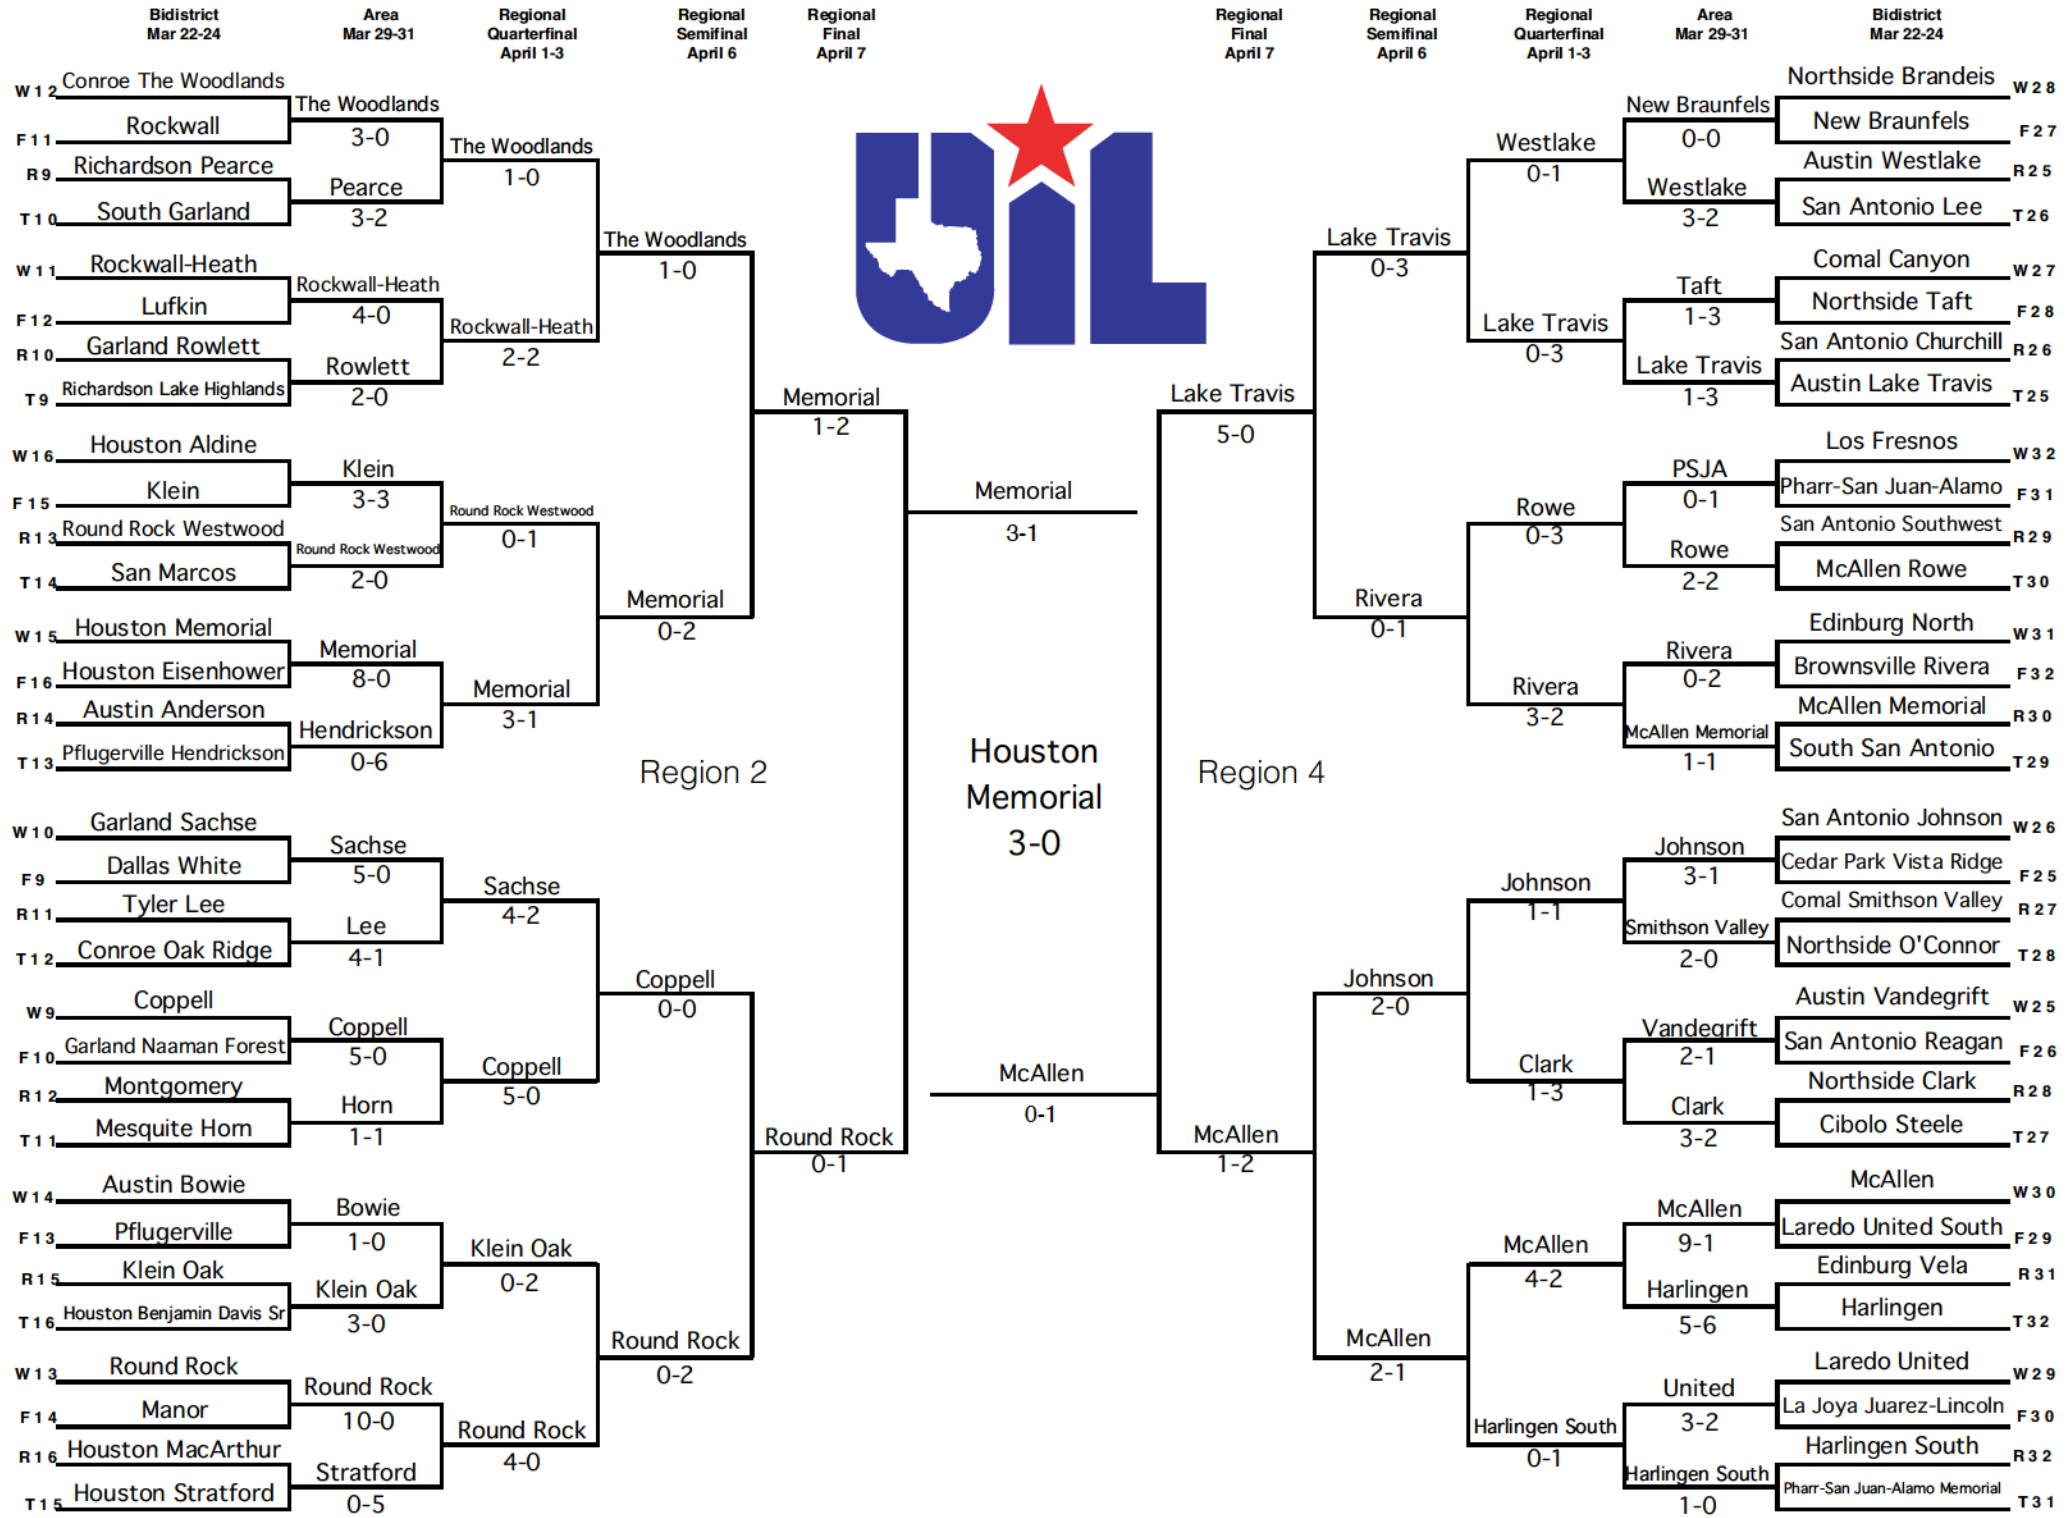 Bidistrict
Mar 22-24
Area
Mar 29-31
Regional
Quarterfinal
April 1-3
Regional
Semifinal
April 6
Regional
Final
April 7
Regional
Final
April 7
Regional
Semifinal
April 6
Regional
Quarterfinal
April 1-3
Area
Mar 29-31
Bidistrict
Mar 22-24
W12 Conroe The Woodlands
F11 Rockwall
R9 Richardson Pearce
T10 South Garland
W11 Rockwall-Heath
F12 Lufkin
R10 Garland Rowlett
T9 Richardson Lake Highlands
W16 Houston Aldine
F15 Klein
R13 Round Rock Westwood
T14 San Marcos
W15 Houston Memorial
F16 Houston Eisenhower
R14 Austin Anderson
T13 Pflugerville Hendrickson
W10 Garland Sachse
F9 Dallas White
R11 Tyler Lee
T12 Conroe Oak Ridge
W9 Coppell
F10 Garland Naaman Forest
R12 Montgomery
T11 Mesquite Horn
W14 Austin Bowie
F13 Pflugerville
R15 Klein Oak
T16 Houston Benjamin Davis Sr
W13 Round Rock
F14 Manor
R16 Houston MacArthur
T15 Houston Stratford
The Woodlands
3-0
Pearce
3-2
Rockwall-Heath
4-0
Rowlett
2-0
Klein
3-3
Round Rock Westwood
2-0
Memorial
8-0
Hendrickson
0-6
Sachse
5-0
Lee
4-1
Coppell
5-0
Horn
1-1
Bowie
1-0
Klein Oak
3-0
Round Rock
10-0
Stratford
0-5
The Woodlands
1-0
Rockwall-Heath
2-2
Round Rock Westwood
0-1
Memorial
3-1
Sachse
4-2
Coppell
5-0
Klein Oak
0-2
Round Rock
4-0
The Woodlands
1-0
Memorial
0-2
Coppell
0-0
Round Rock
0-2
Memorial
1-2
Round Rock
0-1
Region 2
UiL
Memorial
3-1
Houston
Memorial
3-0
McAllen
0-1
Region 4
Lake Travis
5-0
McAllen
1-2
Lake Travis
0-3
Rivera
0-1
Johnson
2-0
McAllen
2-1
Westlake
0-1
Lake Travis
0-3
Rowe
0-3
Rivera
3-2
Johnson
1-1
Clark
1-3
McAllen
4-2
Harlingen South
0-1
New Braunfels
0-0
Westlake
3-2
Taft
1-3
Lake Travis
1-3
PSJA
0-1
Rowe
2-2
Rivera
0-2
McAllen Memorial
1-1
Johnson
3-1
Smithson Valley
2-0
Vandegrift
2-1
Clark
3-2
McAllen
9-1
Harlingen
5-6
United
3-2
Harlingen South
1-0
Northside Brandeis W28
New Braunfels F27
Austin Westlake R25
San Antonio Lee T26
Comal Canyon W27
Northside Taft F28
San Antonio Churchill R26
Austin Lake Travis T25
Los Fresnos W32
Pharr-San Juan-Alamo F31
San Antonio Southwest R29
McAllen Rowe T30
Edinburg North W31
Brownsville Rivera F32
McAllen Memorial R30
South San Antonio T29
San Antonio Johnson W26
Cedar Park Vista Ridge F25
Comal Smithson Valley R27
Northside O'Connor T28
Austin Vandegrift W25
San Antonio Reagan F26
Northside Clark R28
Cibolo Steele T27
McAllen W30
Laredo United South F29
Edinburg Vela R31
Harlingen T32
Laredo United W29
La Joya Juarez-Lincoln F30
Harlingen South R32
Pharr-San Juan-Alamo Memorial T31